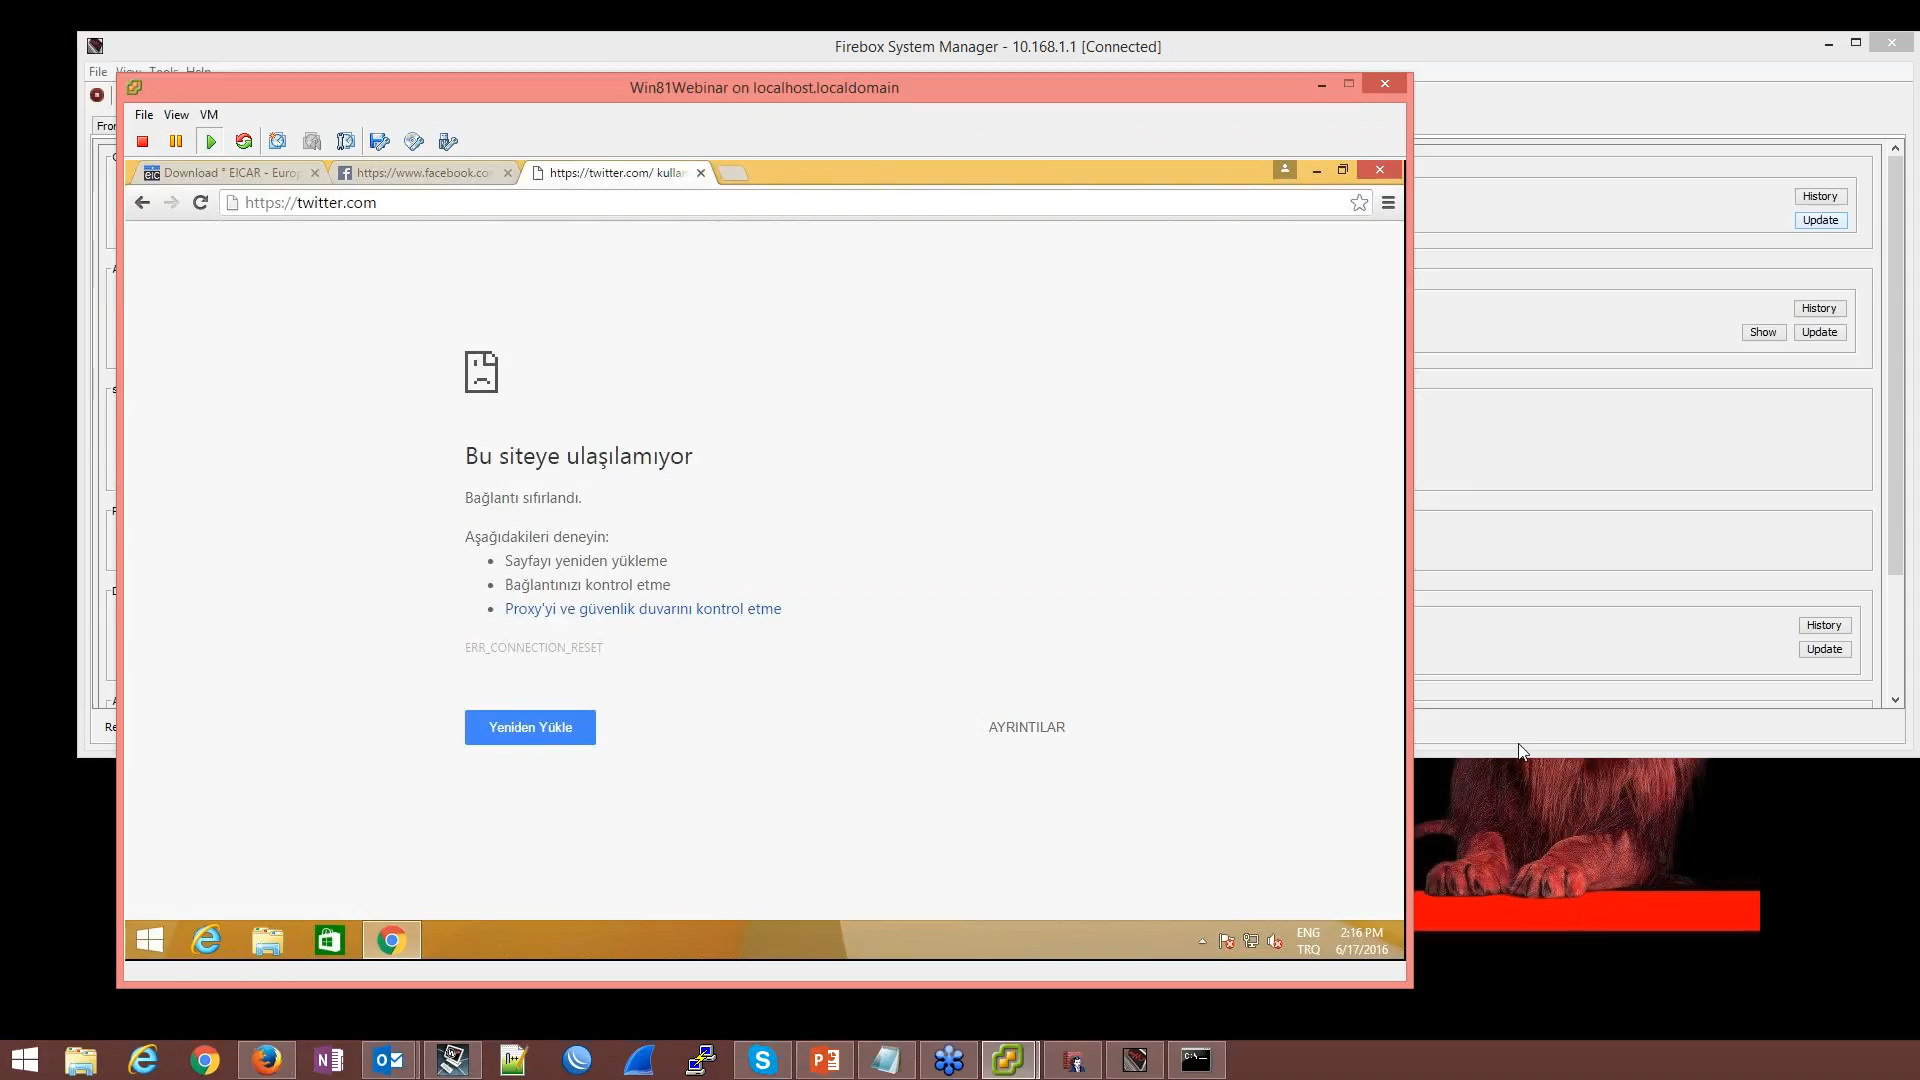 Firebox System Manager - 10.168.1.1 [Connected]
File View Tools Help
Win81Webinar on localhost.localdomain
File View VM
Download ° EICAR - Europ
https://www.facebook.co
https://twitter.com/ kulla
https://twitter.com
History
Update
History
Show
Update
Bu siteye ulaşılamıyor
Bağlantı sıfırlandı.
Aşağıdakileri deneyin:
Sayfayı yeniden yükleme
Bağlantınızı kontrol etme
Proxy'yi ve güvenlik duvarını kontrol etme
ERR_CONNECTION_RESET
History
Update
Yeniden Yükle
AYRINTILAR
ENG
TRQ
2:16 PM
6/17/2016